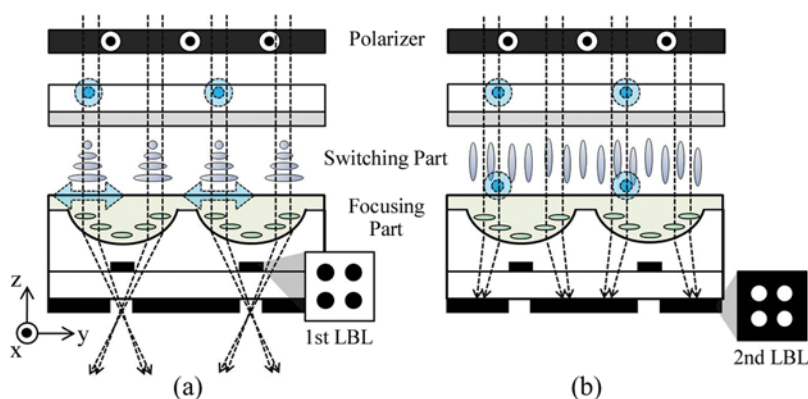 Polarizer
Switching Part
Focusing Part
z
y
x
1st LBL
2nd LBL
(a)
(b)